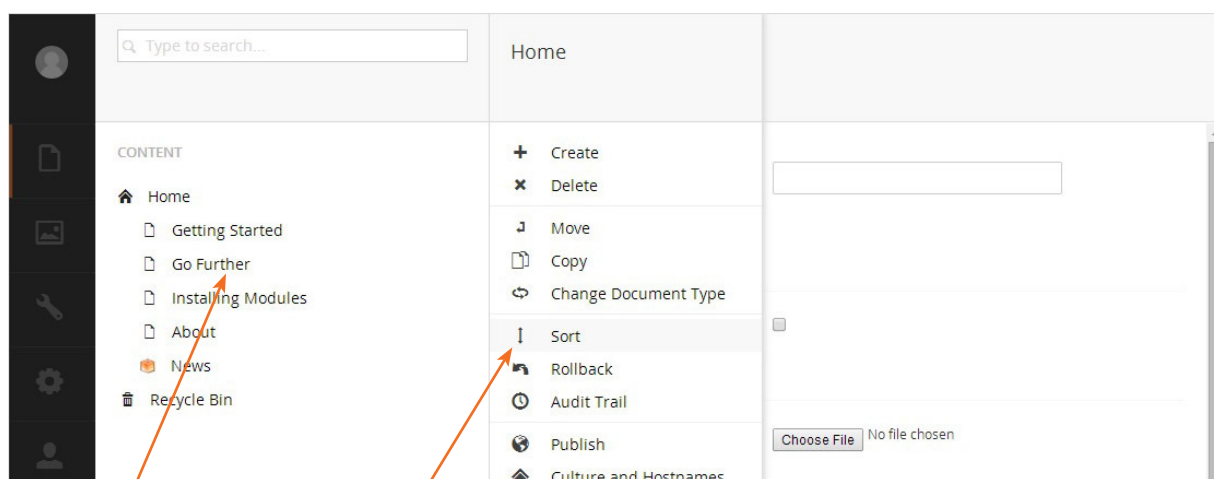 Type to search...
Home
CONTENT
Home
Getting Started
Go Further
Installing Modules
About
News
Recycle Bin
Create
Delete
Move
Copy
Change Document Type
Sort
Rollback
Audit Trail
Publish
Culture and Hostnames
Choose File No file chosen